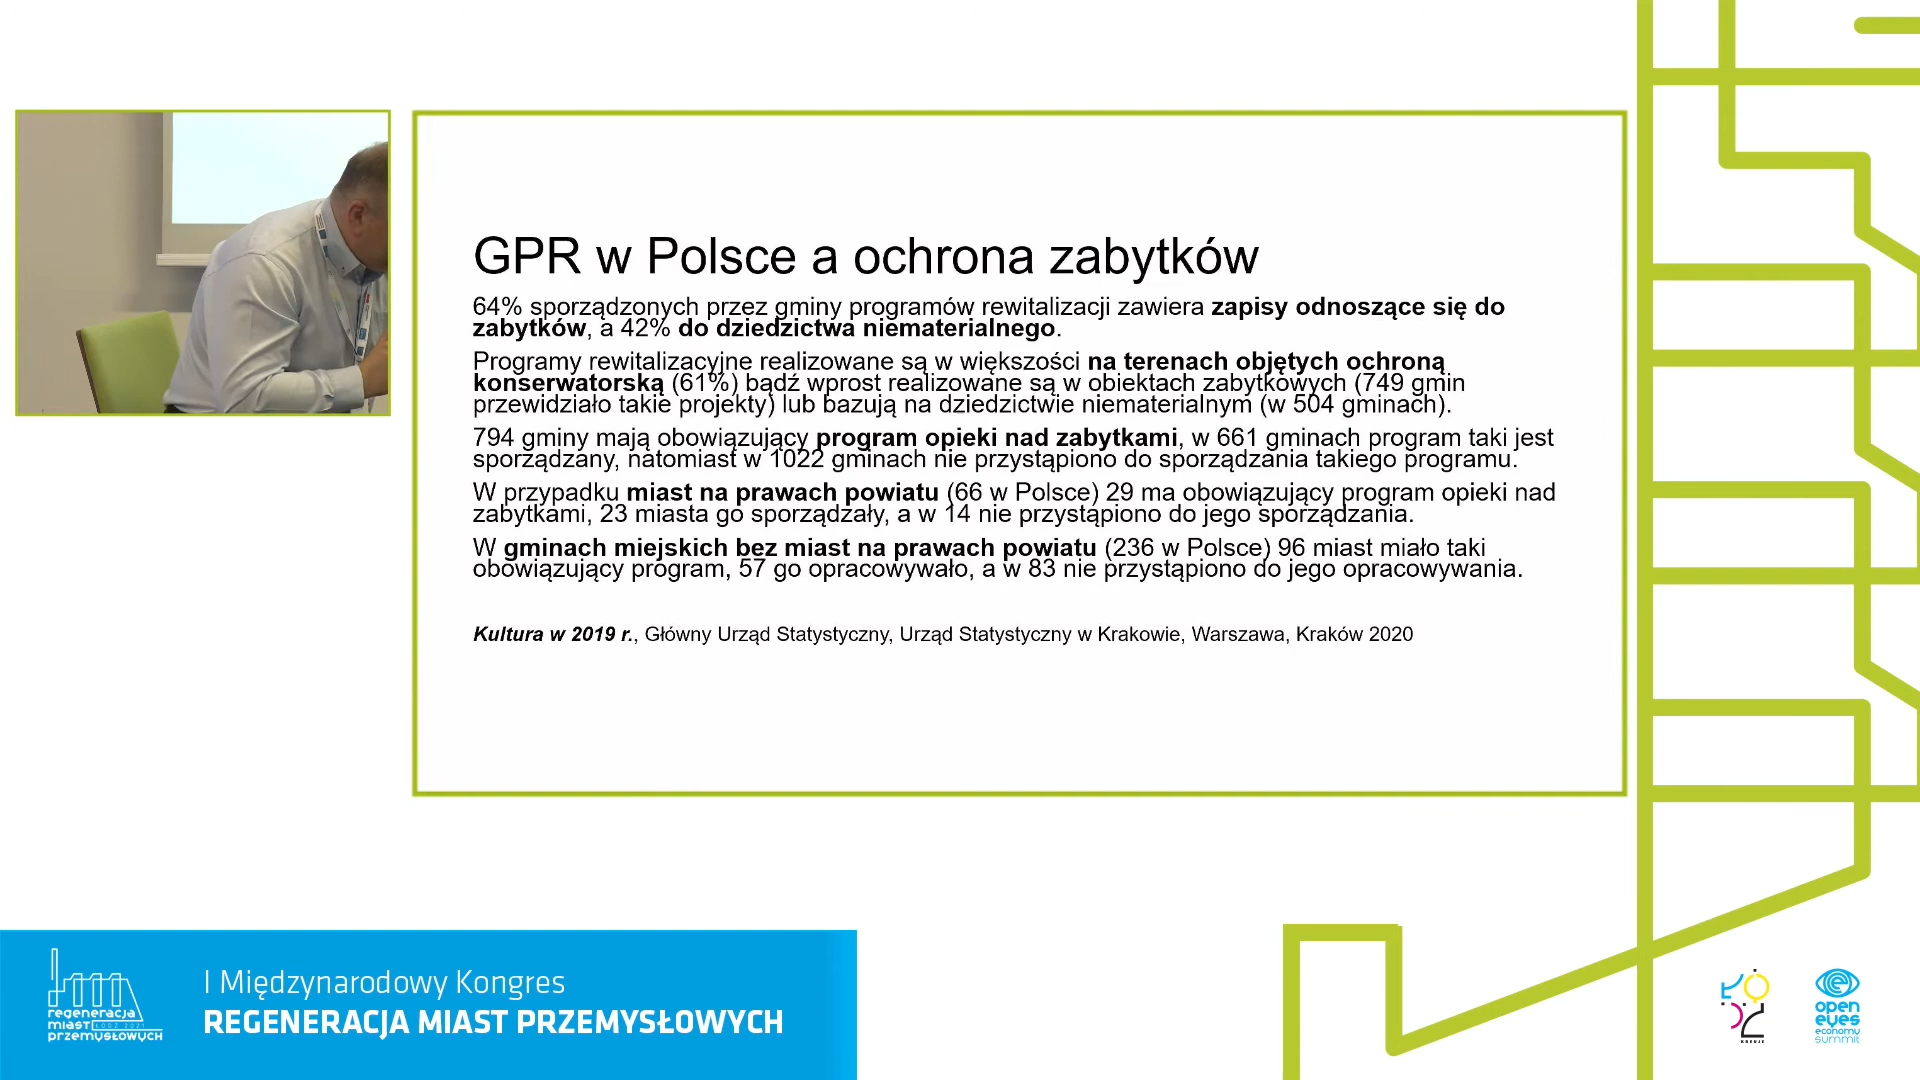 GPR w Polsce a ochrona zabytków
64% sporządzonych przez gminy programów rewitalizacji zawiera zapisy odnoszące się do
zabytków, a 42% do dziedzictwa niematerialnego.
Programy rewitalizacyjne realizowane są w większości na terenach objętych ochroną
konserwatorską (61%) bądź wprost realizowane są w obiektach zabytkowych (749 gmin
przewidziało takie projekty) lub bazują na dziedzictwie niematerialnym (w 504 gminach).
794 gminy mają obowiązujący program opieki nad zabytkami, w 661 gminach program taki jest
sporządzany, natomiast w 1022 gminach nie przystąpiono do sporządzania takiego programu.
W przypadku miast na prawach powiatu (66 w Polsce) 29 ma obowiązujący program opieki nad
zabytkami, 23 miasta go sporządzały, a w 14 nie przystąpiono do jego sporządzania.
W gminach miejskich bez miast na prawach powiatu (236 w Polsce) 96 miast miało taki
obowiązujący program, 57 go opracowywało, a w 83 nie przystąpiono do jego opracowywania.
Kultura w 2019 r., Główny Urząd Statystyczny, Urząd Statystyczny w Krakowie, Warszawa, Kraków 2020
I Międzynarodowy Kongres
REGENERACJA MIAST PRZEMYSŁOWYCH
regeneracja
miast ŁÓDŹ 2021
przemysłowych
ŁÓDŹ
KREUJE
open
eyes
economy
summit